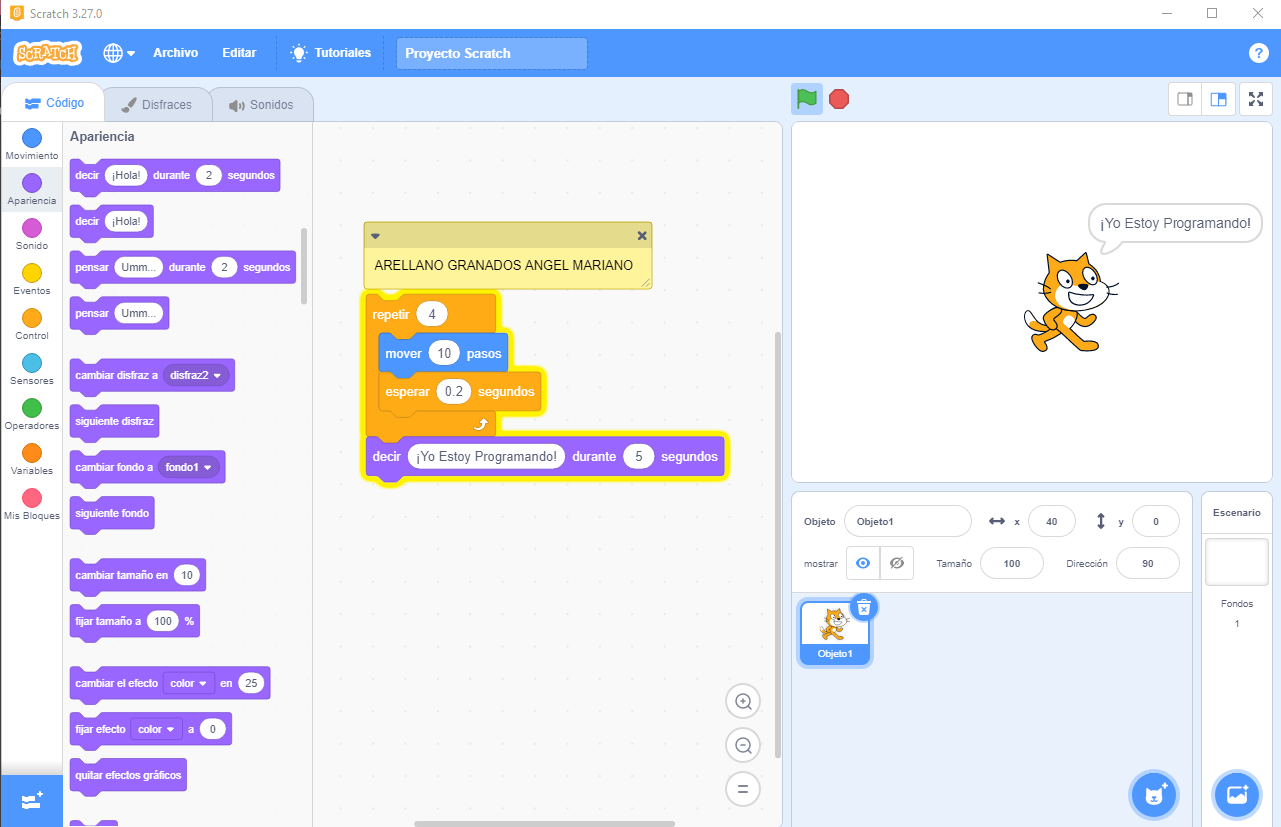 Scratch 3.27.0
SCRATCH Archivo Editar Tutoriales Proyecto Scratch ?
Código Disfraces Sonidos
Movimiento
Apariencia
Sonido
Eventos
Control
Sensores
Operadores
Variables
Mis Bloques
Apariencia
decir ¡Hola! durante 2 segundos
decir ¡Hola!
pensar Umm... durante 2 segundos
pensar Umm...
cambiar disfraz a disfraz2
siguiente disfraz
cambiar fondo a fondo1
siguiente fondo
cambiar tamaño en 10
fijar tamaño a 100 %
cambiar el efecto color en 25
fijar efecto color a 0
quitar efectos gráficos
ARELLANO GRANADOS ANGEL MARIANO
repetir 4
mover 10 pasos
esperar 0.2 segundos
decir ¡Yo Estoy Programando! durante 5 segundos
¡Yo Estoy Programando!
Objeto Objeto1 x 40 y 0
mostrar Tamaño 100 Dirección 90
Objeto1
Escenario
Fondos
1